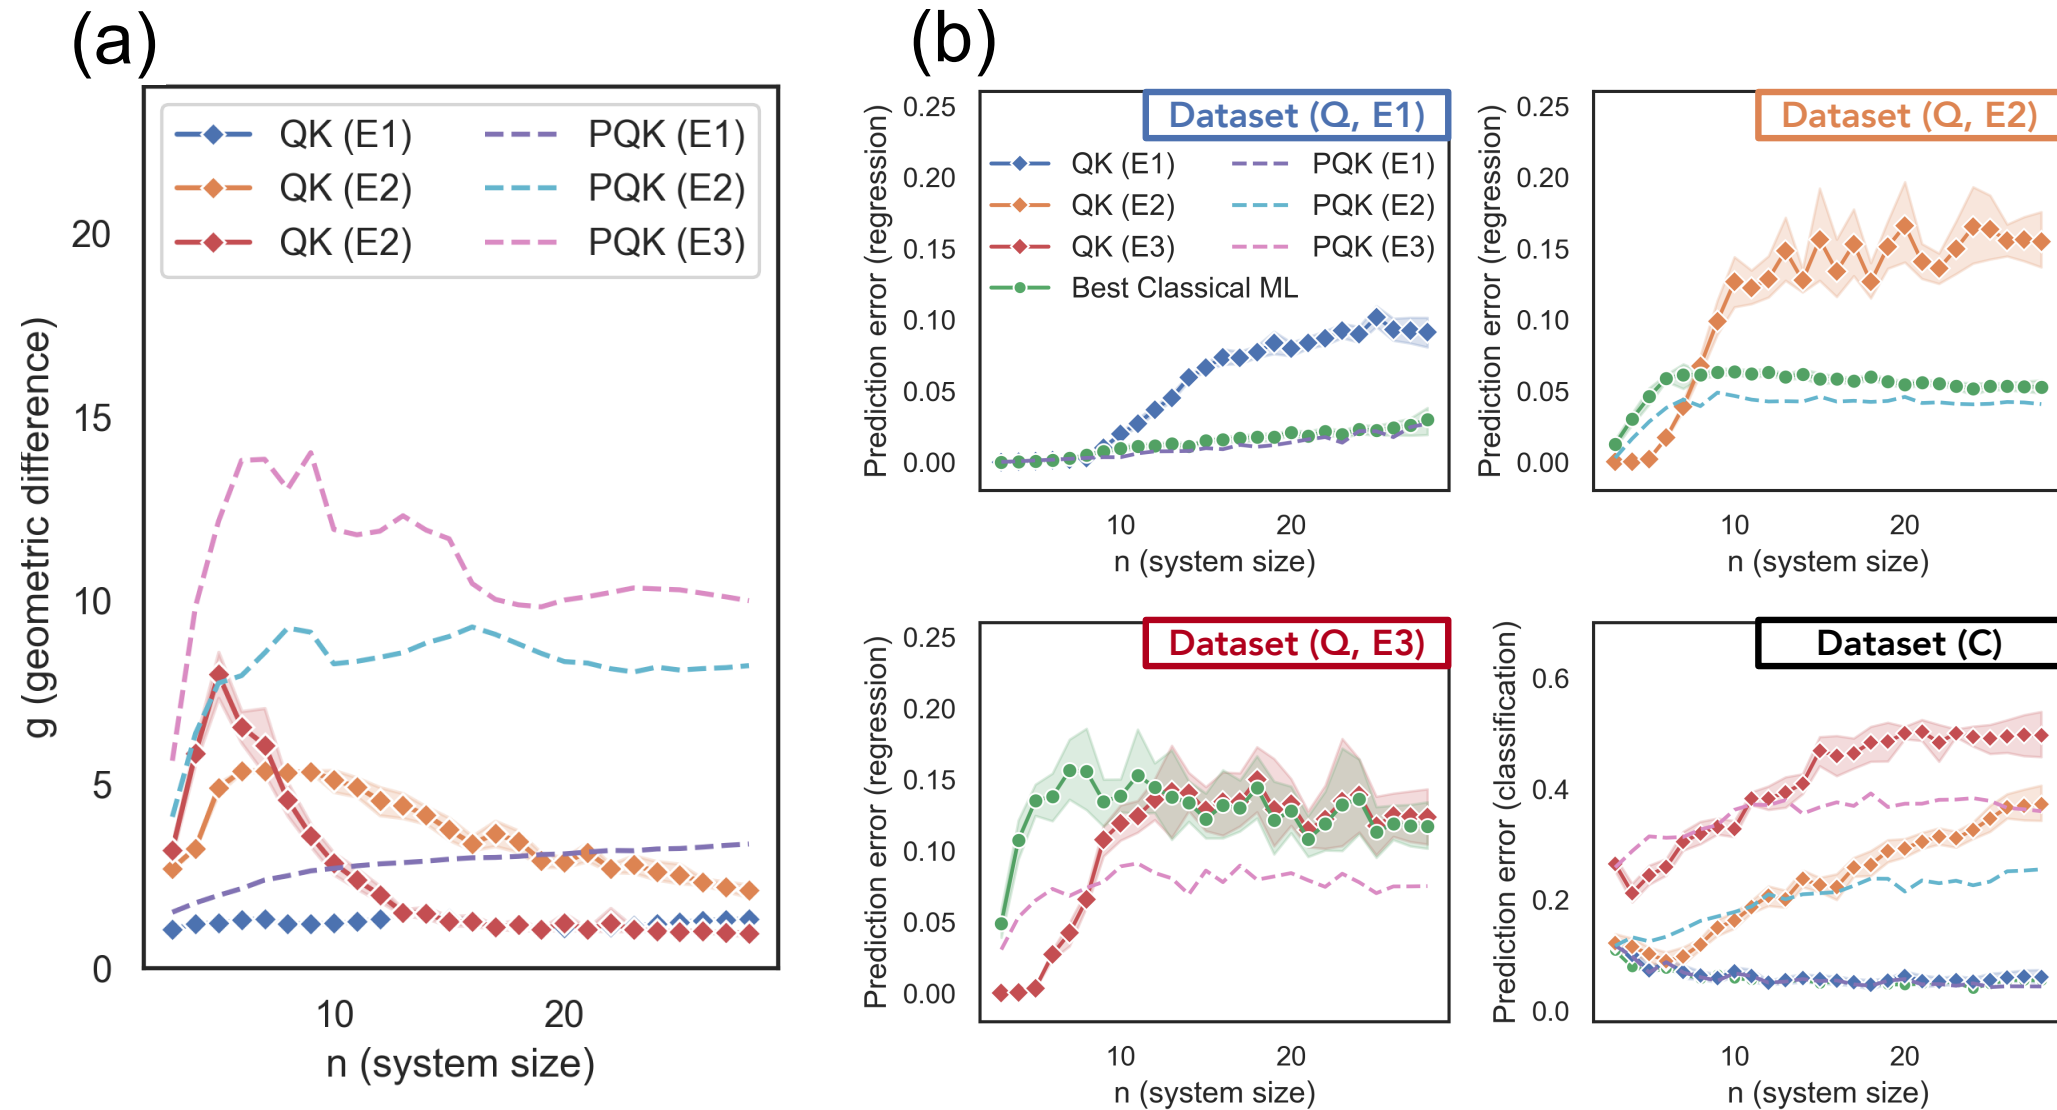 (a)
QK (E1) PQK (E1)
QK (E2) PQK (E2)
QK (E2) PQK (E3)
g (geometric difference)
20
15
10
5
0
10 20
n (system size)
(b)
Dataset (Q, E1)
Prediction error (regression)
0.25
0.20
0.15
0.10
0.05
0.00
QK (E1) PQK (E1)
QK (E2) PQK (E2)
QK (E3) PQK (E3)
Best Classical ML
10 20
n (system size)
Dataset (Q, E2)
Prediction error (regression)
0.25
0.20
0.15
0.10
0.05
0.00
10 20
n (system size)
Dataset (Q, E3)
Prediction error (regression)
0.25
0.20
0.15
0.10
0.05
0.00
10 20
n (system size)
Dataset (C)
Prediction error (classification)
0.6
0.4
0.2
0.0
10 20
n (system size)